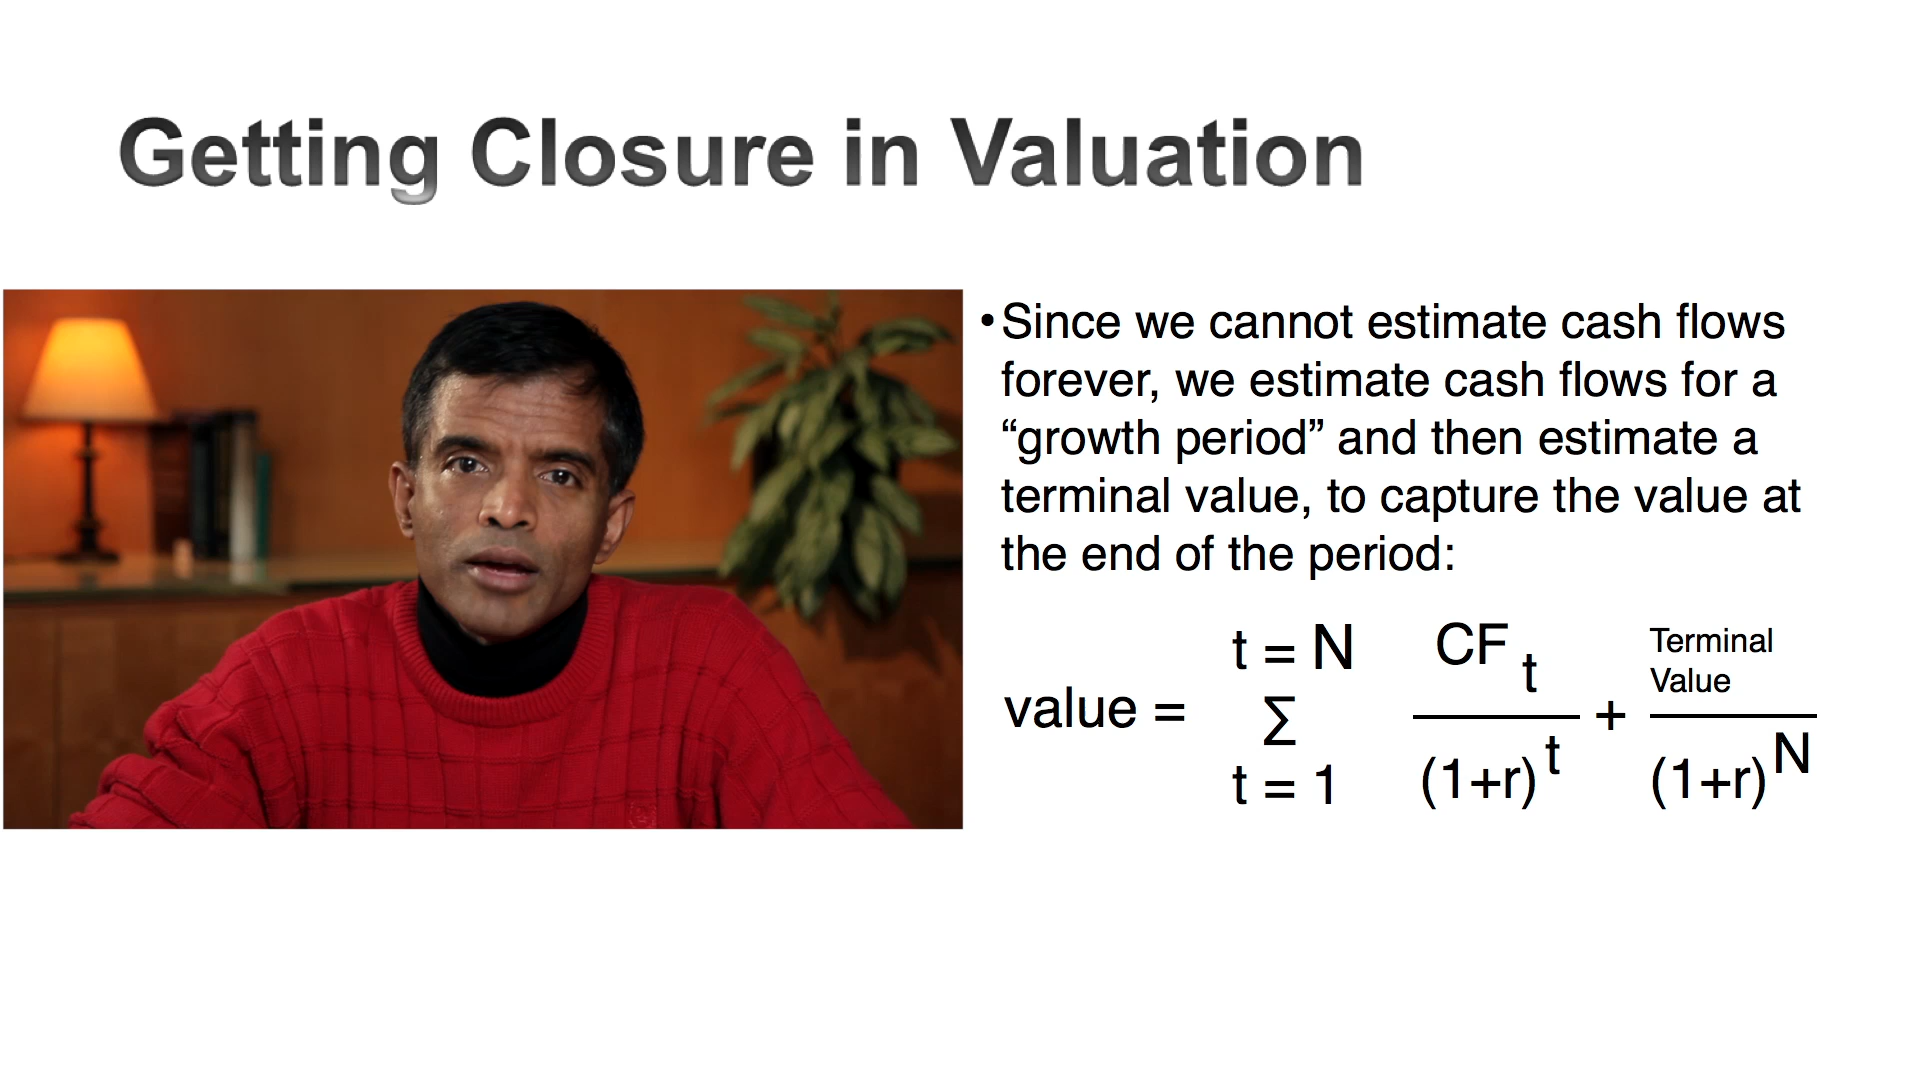 Getting Closure in Valuation
•Since we cannot estimate cash flows
forever, we estimate cash flows for a
“growth period” and then estimate a
terminal value, to capture the value at
the end of the period:
t = N
CF t
Terminal
Value
value =
∑
+
t = 1
(1+r)^t
(1+r)^N